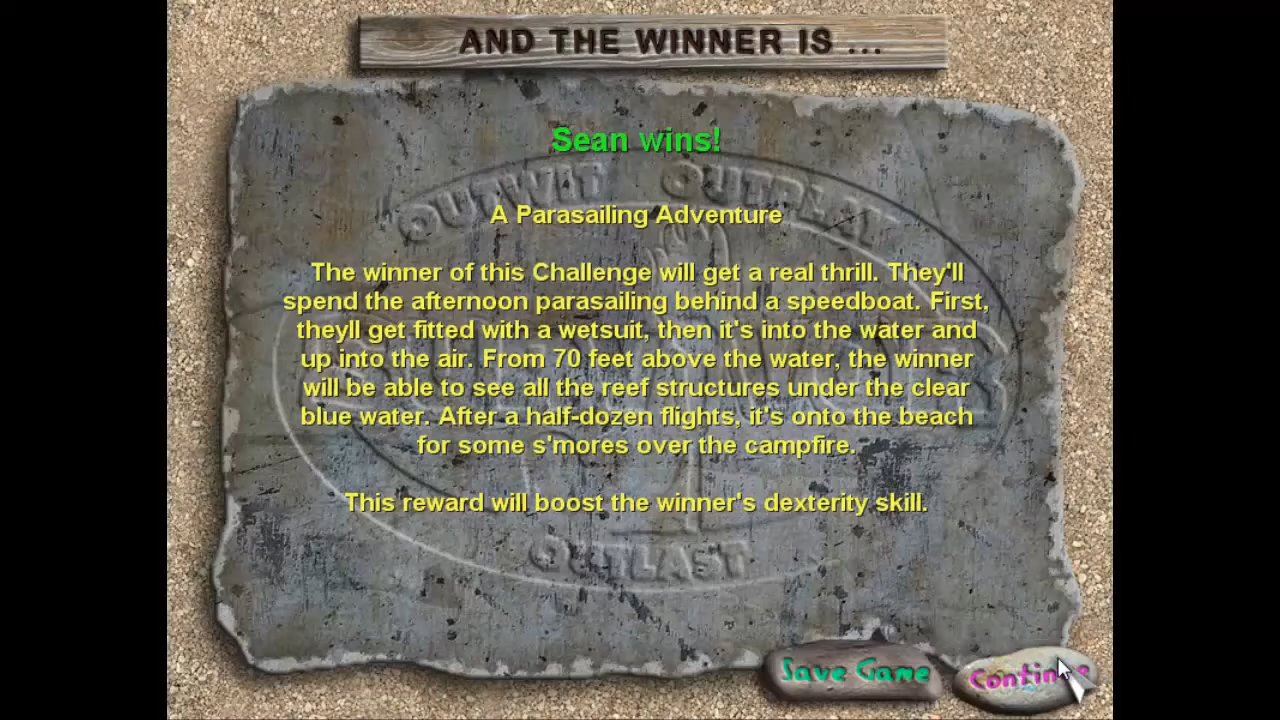 AND THE WINNER IS ...
Sean wins!
OUTWIT OUTPLAY
A Parasailing Adventure
The winner of this Challenge will get a real thrill. They'll
spend the afternoon parasailing behind a speedboat. First,
theyll get fitted with a wetsuit, then it's into the water and
up into the air. From 70 feet above the water, the winner
will be able to see all the reef structures under the clear
blue water. After a half-dozen flights, it's onto the beach
for some s'mores over the campfire.
This reward will boost the winner's dexterity skill.
OUTLAST
Save Game
Continue